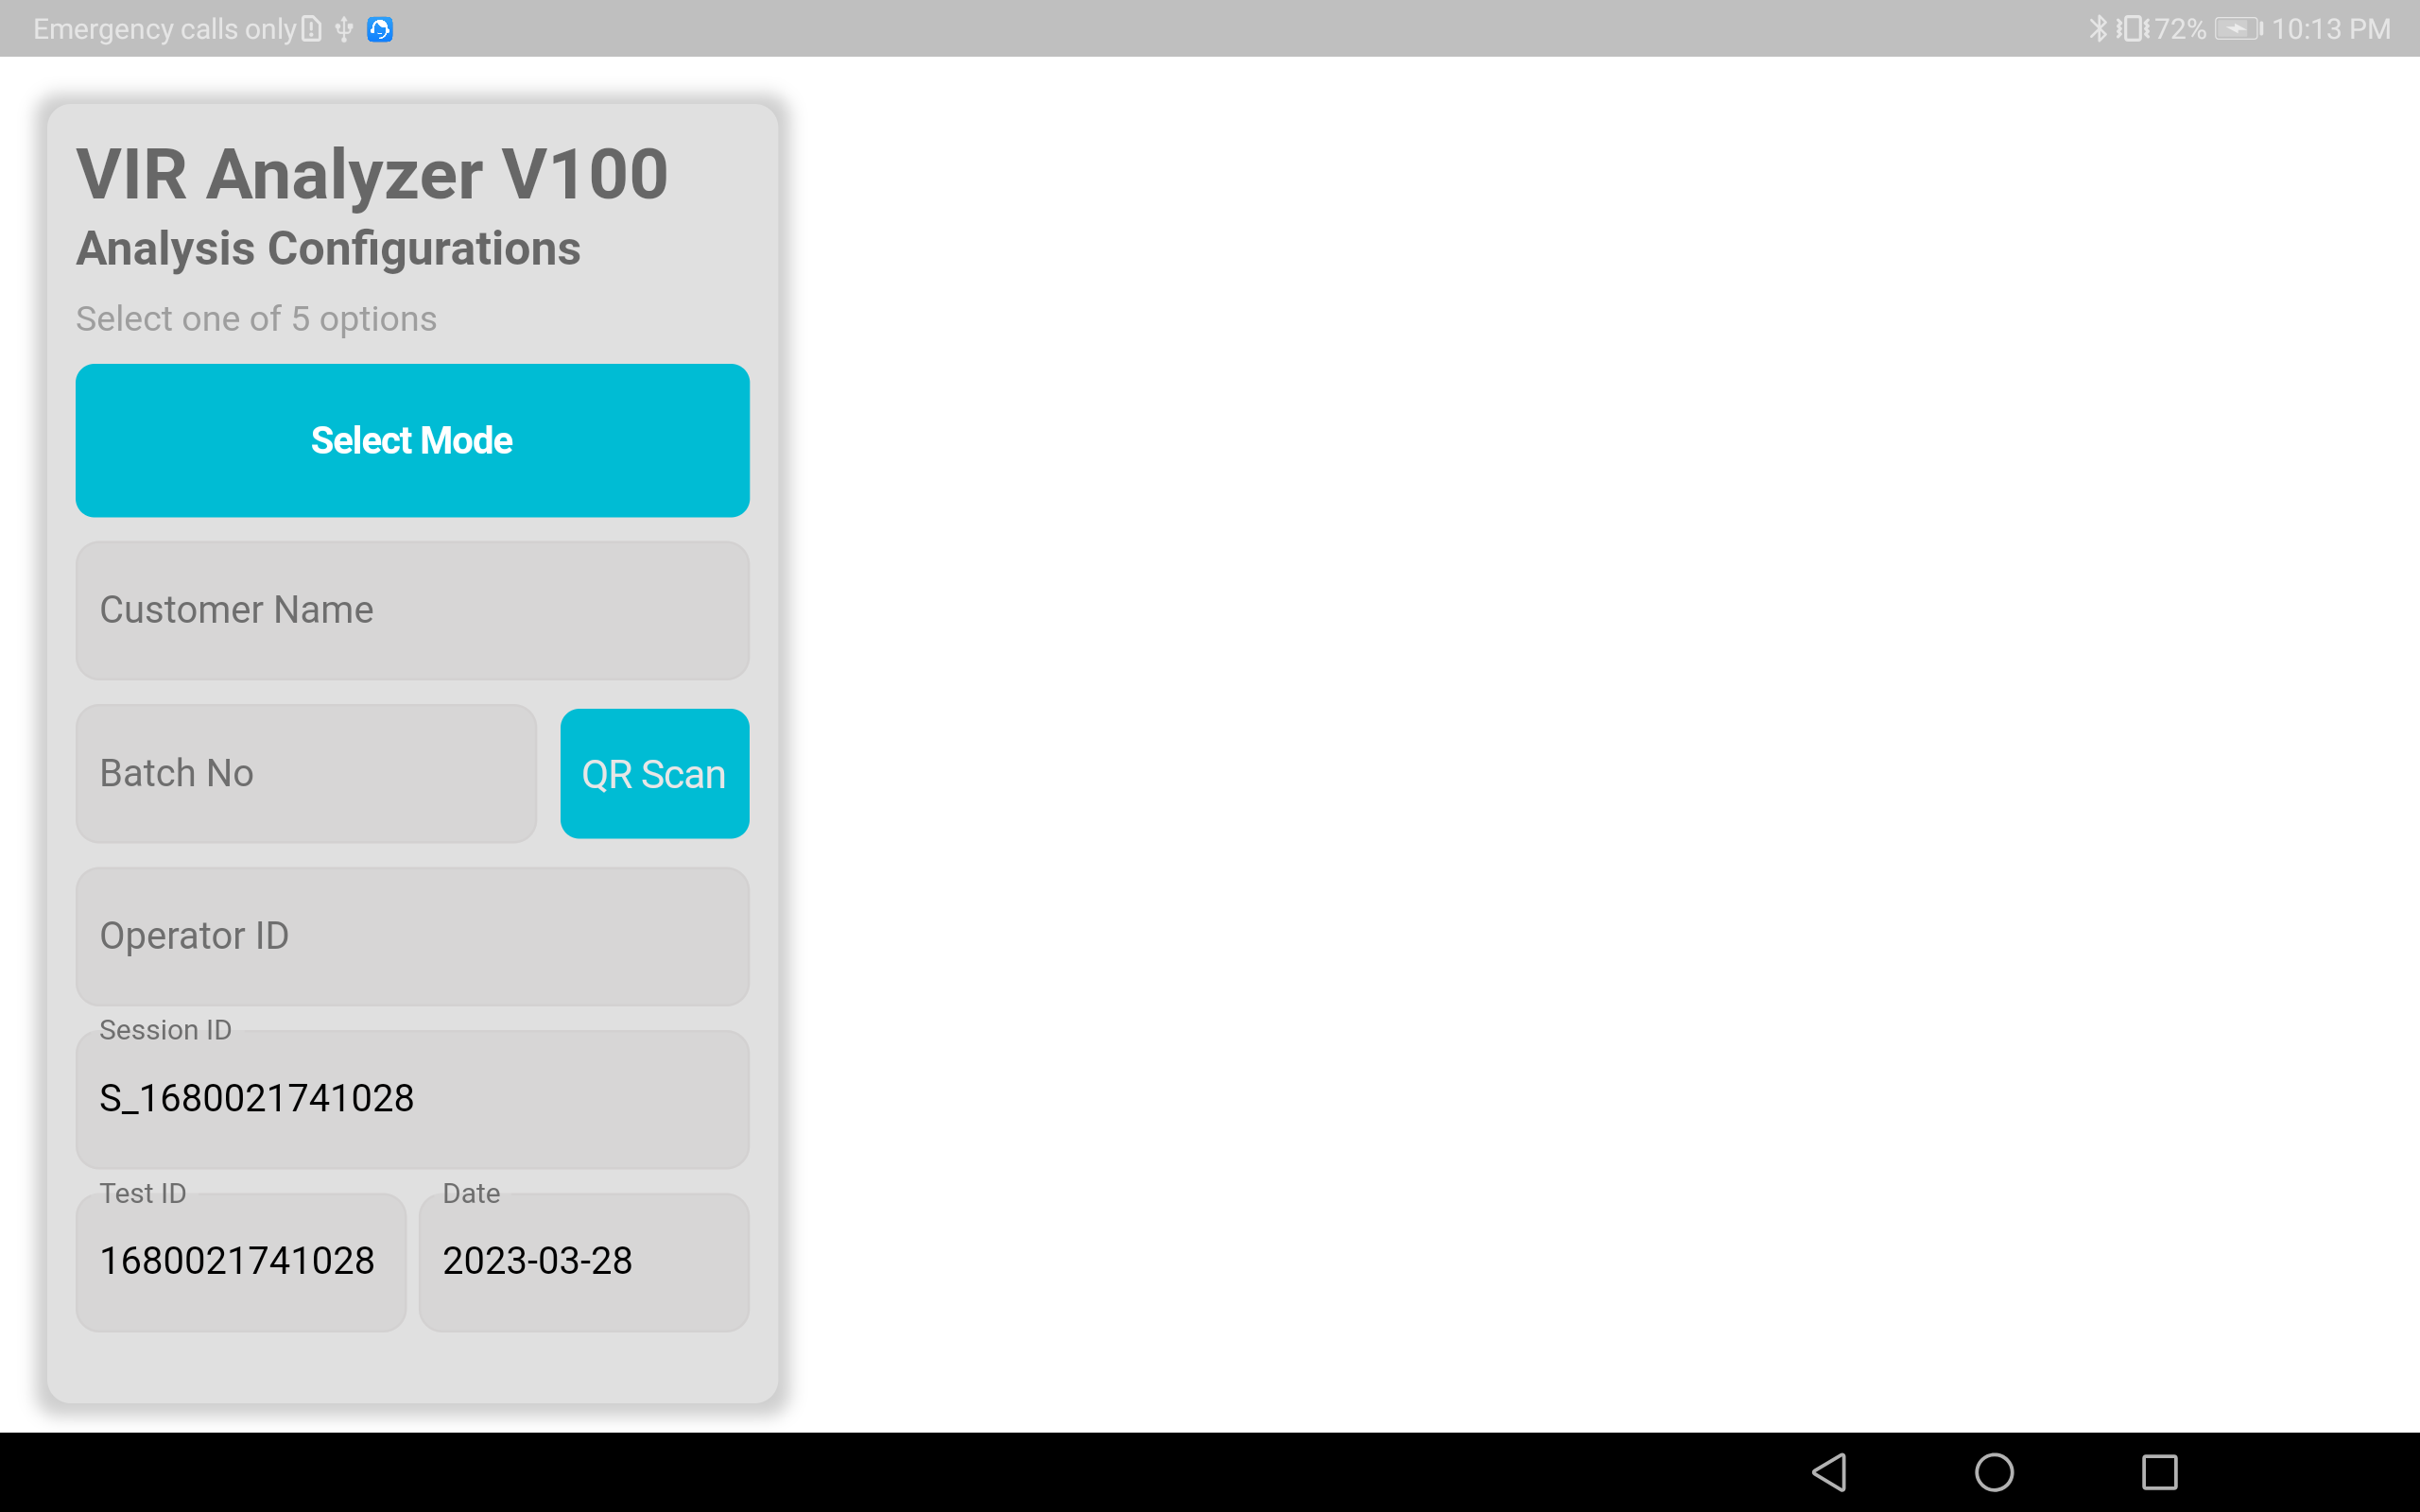 Emergency calls only
72% 10:13 PM
VIR Analyzer V100
Analysis Configurations
Select one of 5 options
Select Mode
Customer Name
Batch No
QR Scan
Operator ID
Session ID
S_1680021741028
Test ID
1680021741028
Date
2023-03-28